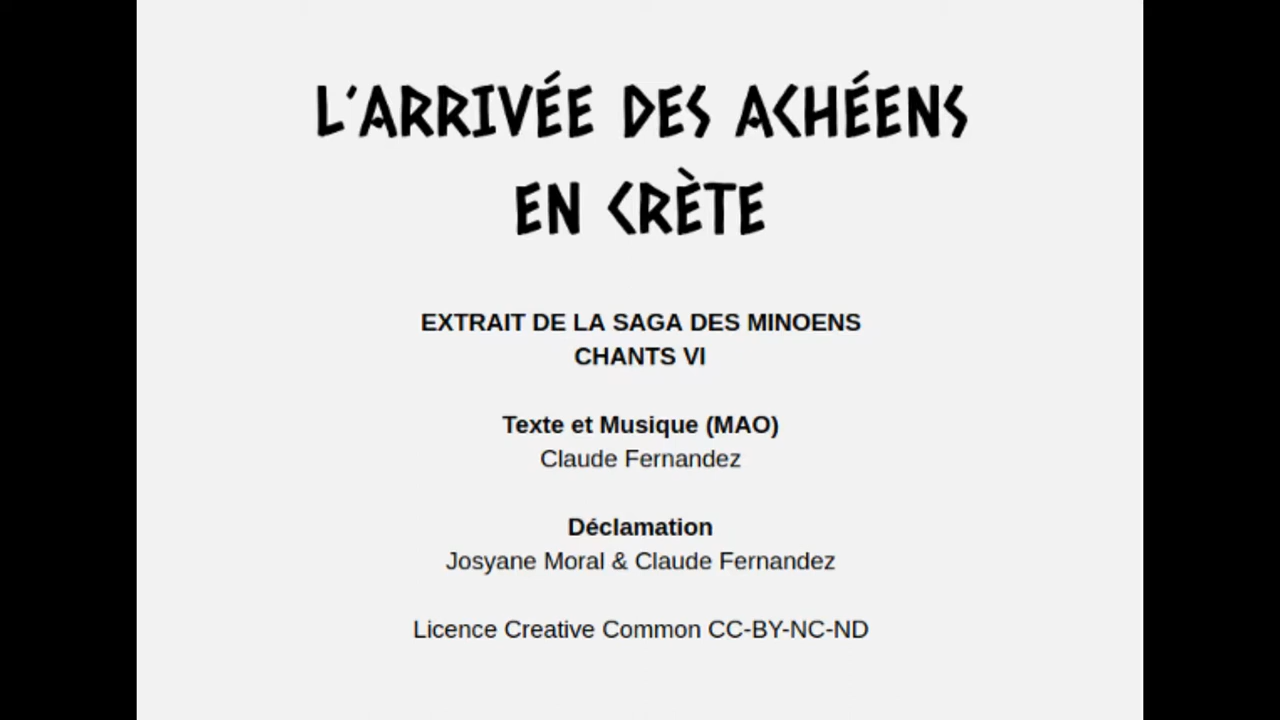 L'ARRIVÉE DES ACHÉENS
EN CRÈTE
EXTRAIT DE LA SAGA DES MINOENS
CHANTS VI
Texte et Musique (MAO)
Claude Fernandez
Déclamation
Josyane Moral & Claude Fernandez
Licence Creative Common CC-BY-NC-ND